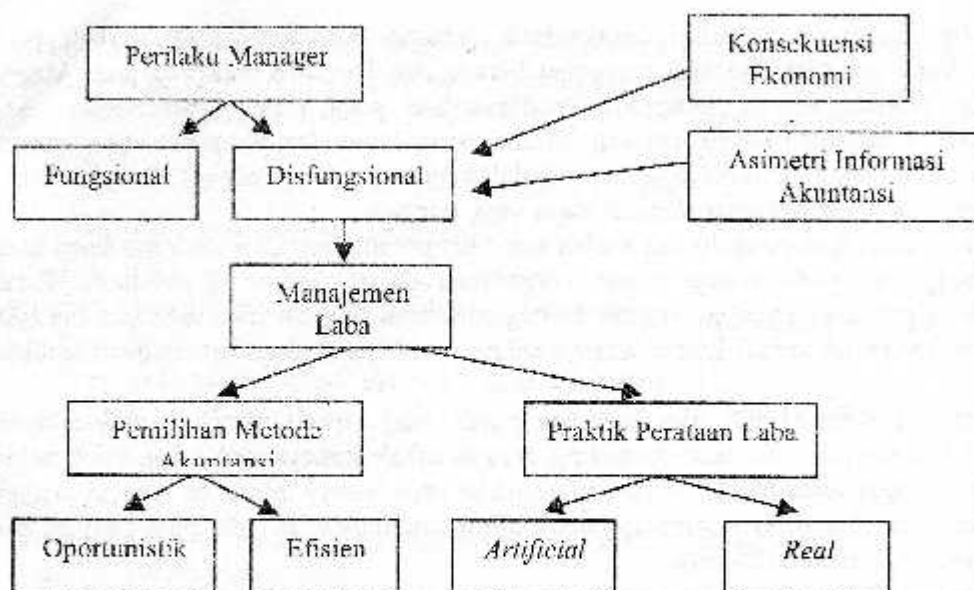 Perilaku Manager
Konsekuensi
Ekonomi
Fungsional
Disfungsional
Asimetri Informasi
Akuntansi
Manajemen
Laba
Pemilihan Metode
Akuntansi
Praktik Perataan Laba
Oportunistik
Efisien
Artificial
Real